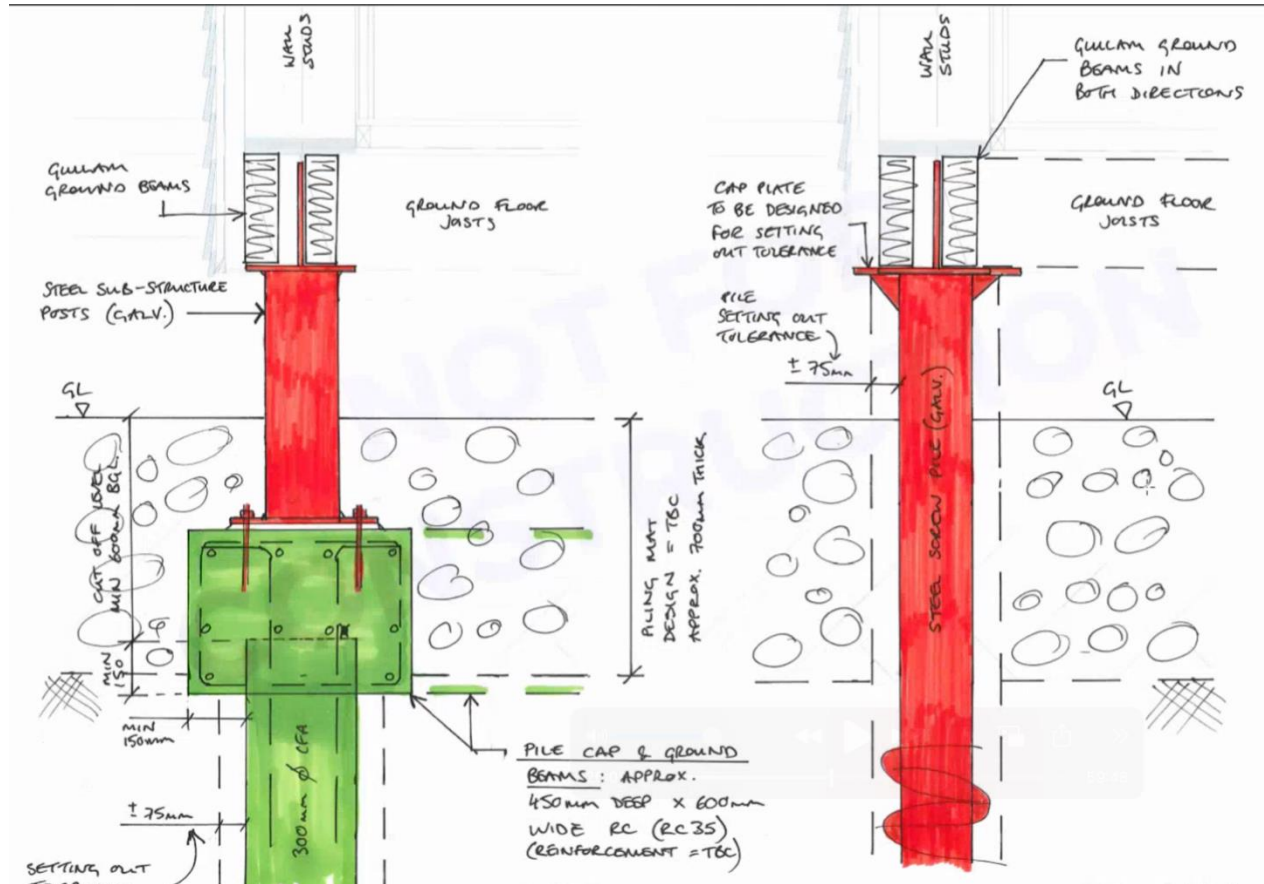 WALL
STUDS
GLULAM
GROUND BEAMS
GROUND FLOOR
JOISTS
STEEL SUB-STRUCTURE
POSTS (GALV.)
GL
CUT OFF LEVEL
MIN 600mm BGL.
MIN
150
MIN
150mm
± 75mm
SETTING OUT
300mm ϕ CFA
PILING MAT
DESIGN = TBC
APPROX. 700mm THICK
PILE CAP & GROUND
BEAMS : APPROX.
450mm DEEP X 600mm
WIDE RC (RC35)
(REINFORCEMENT = TBC)
WALL
STUDS
GLULAM GROUND
BEAMS IN
BOTH DIRECTIONS
CAP PLATE
TO BE DESIGNED
FOR SETTING
OUT TOLERANCE
GROUND FLOOR
JOISTS
PILE
SETTING OUT
TOLERANCE
± 75mm
GL
STEEL SCREW PILE (GALV.)
NOT FOR